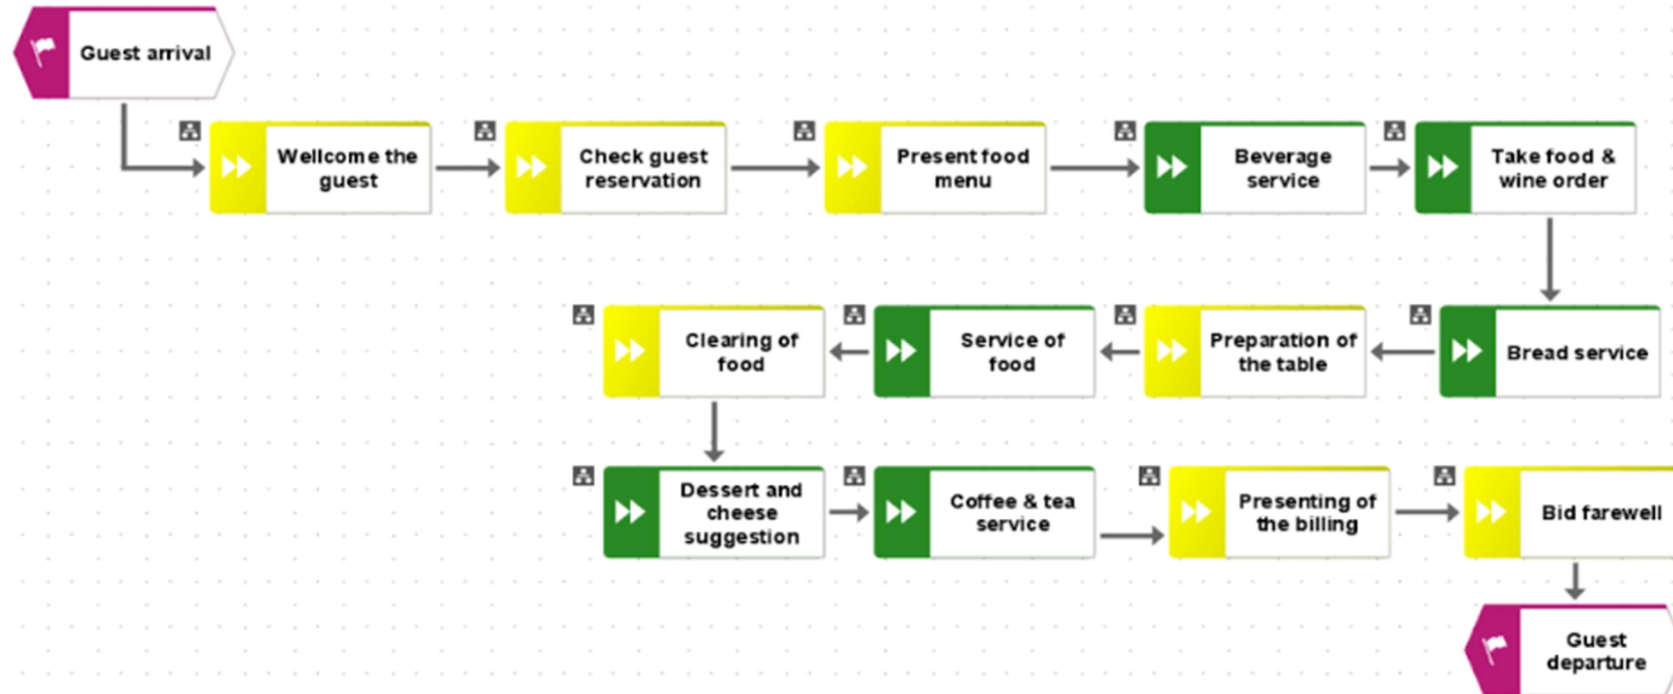 Guest arrival
Wellcome the
guest
Check guest
reservation
Present food
menu
Beverage
service
Take food &
wine order
Bread service
Preparation of
the table
Service of
food
Clearing of
food
Dessert and
cheese
suggestion
Coffee & tea
service
Presenting of
the billing
Bid farewell
Guest
departure